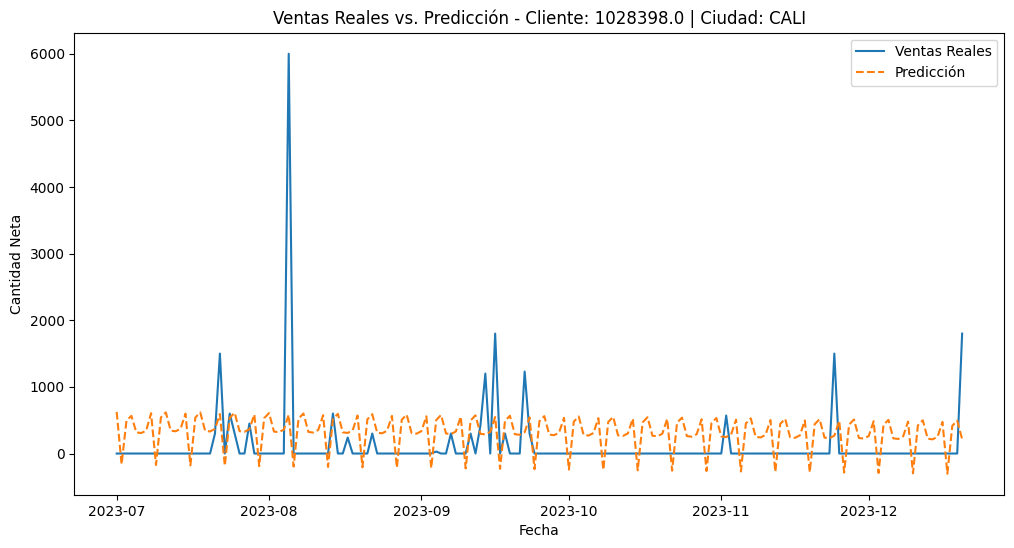 Ventas Reales vs. Predicción - Cliente: 1028398.0 | Ciudad: CALI
Ventas Reales
Predicción
Cantidad Neta
6000
5000
4000
3000
2000
1000
0
2023-07
2023-08
2023-09
2023-10
2023-11
2023-12
Fecha